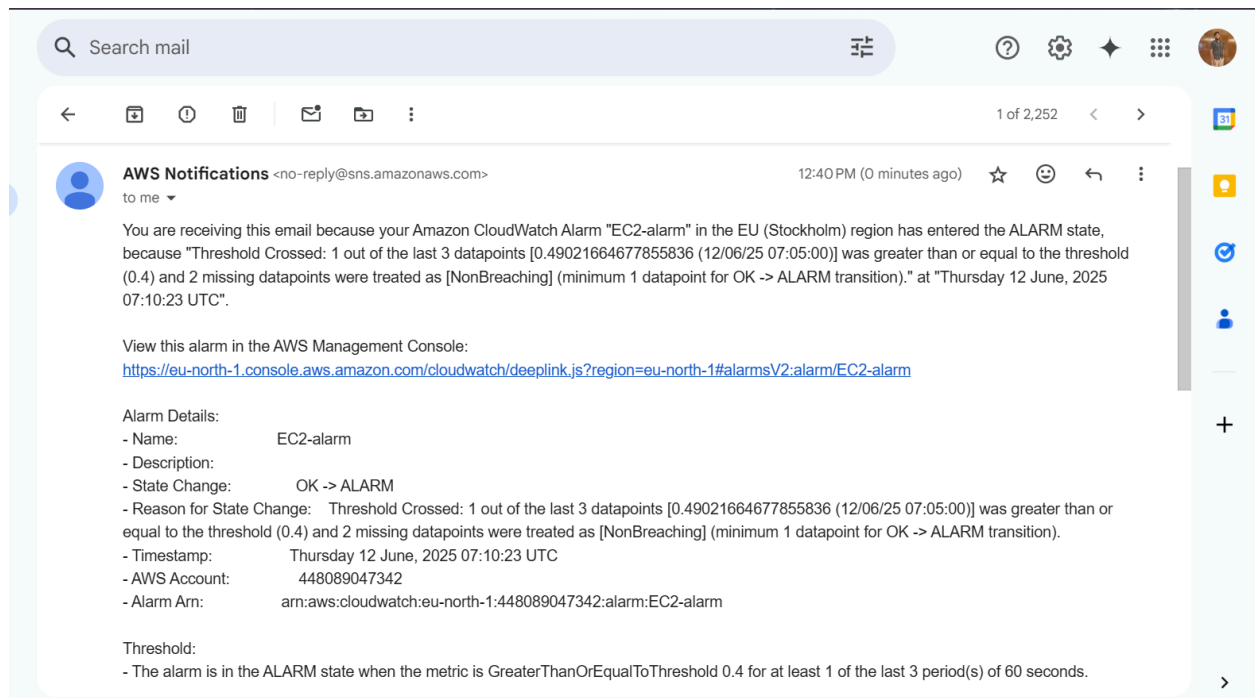 Search mail
1 of 2,252
31
AWS Notifications <no-reply@sns.amazonaws.com>
12:40 PM (0 minutes ago)
to me
You are receiving this email because your Amazon CloudWatch Alarm "EC2-alarm" in the EU (Stockholm) region has entered the ALARM state,
because "Threshold Crossed: 1 out of the last 3 datapoints [0.49021664677855836 (12/06/25 07:05:00)] was greater than or equal to the threshold
(0.4) and 2 missing datapoints were treated as [NonBreaching] (minimum 1 datapoint for OK -> ALARM transition)." at "Thursday 12 June, 2025
07:10:23 UTC".
View this alarm in the AWS Management Console:
https://eu-north-1.console.aws.amazon.com/cloudwatch/deeplink.js?region=eu-north-1#alarmsV2:alarm/EC2-alarm
Alarm Details:
- Name: EC2-alarm
- Description:
- State Change: OK -> ALARM
- Reason for State Change: Threshold Crossed: 1 out of the last 3 datapoints [0.49021664677855836 (12/06/25 07:05:00)] was greater than or
equal to the threshold (0.4) and 2 missing datapoints were treated as [NonBreaching] (minimum 1 datapoint for OK -> ALARM transition).
- Timestamp: Thursday 12 June, 2025 07:10:23 UTC
- AWS Account: 448089047342
- Alarm Arn: arn:aws:cloudwatch:eu-north-1:448089047342:alarm:EC2-alarm
Threshold:
- The alarm is in the ALARM state when the metric is GreaterThanOrEqualToThreshold 0.4 for at least 1 of the last 3 period(s) of 60 seconds.